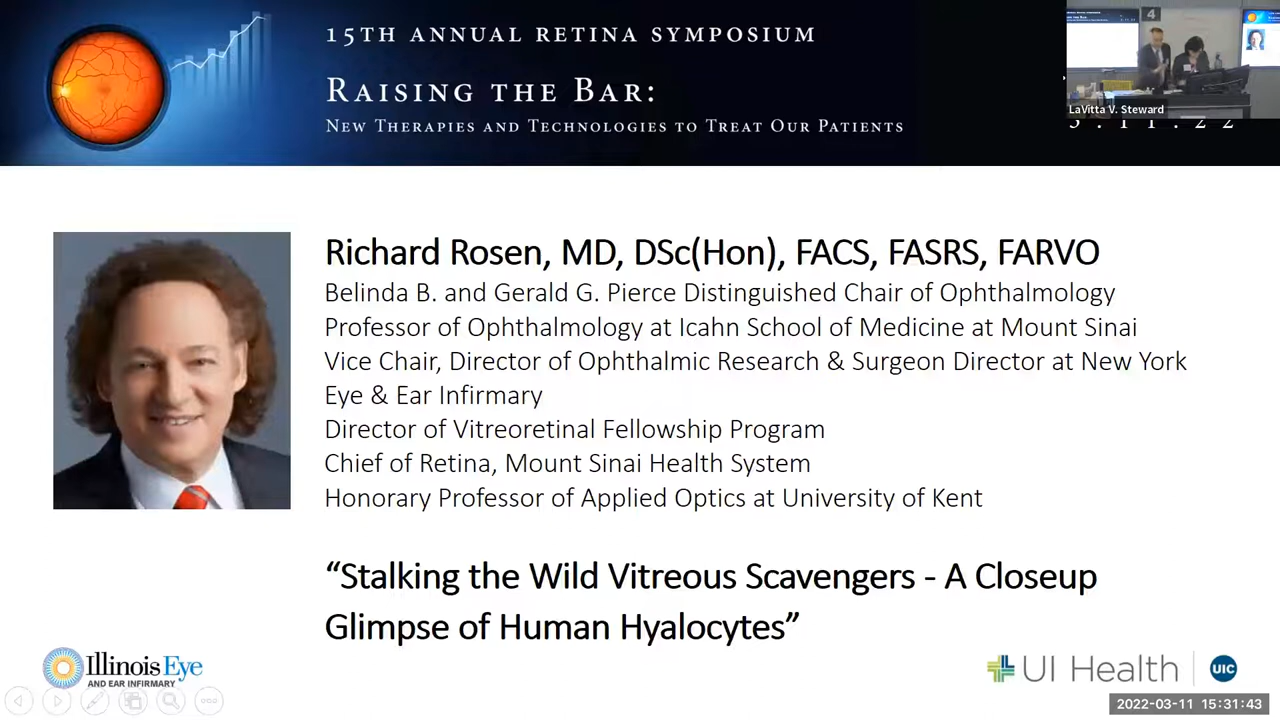 15TH ANNUAL RETINA SYMPOSIUM
RAISING THE BAR:
NEW THERAPIES AND TECHNOLOGIES TO TREAT OUR PATIENTS
4
LaVitta V. Steward
3.11.22
Richard Rosen, MD, DSc(Hon), FACS, FASRS, FARVO
Belinda B. and Gerald G. Pierce Distinguished Chair of Ophthalmology
Professor of Ophthalmology at Icahn School of Medicine at Mount Sinai
Vice Chair, Director of Ophthalmic Research & Surgeon Director at New York
Eye & Ear Infirmary
Director of Vitreoretinal Fellowship Program
Chief of Retina, Mount Sinai Health System
Honorary Professor of Applied Optics at University of Kent
“Stalking the Wild Vitreous Scavengers - A Closeup
Glimpse of Human Hyalocytes”
Illinois Eye
AND EAR INFIRMARY
UI Health
UIC
2022-03-11 15:31:43